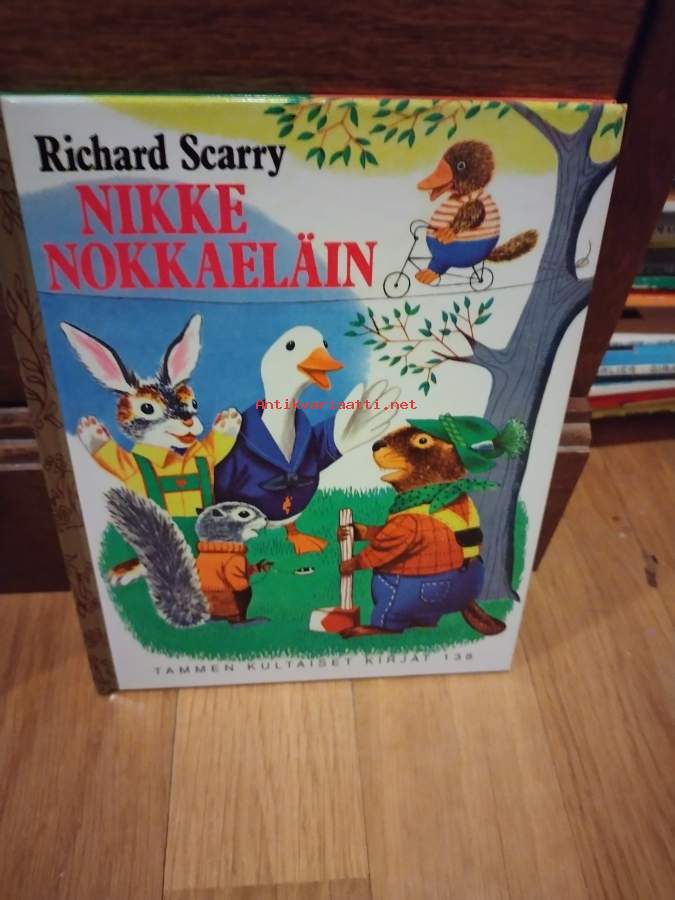 Richard Scarry
NIKKE
NOKKAELÄIN
Antikvariaatti.net
TAMMEN KULTAISET KIRJAT 138